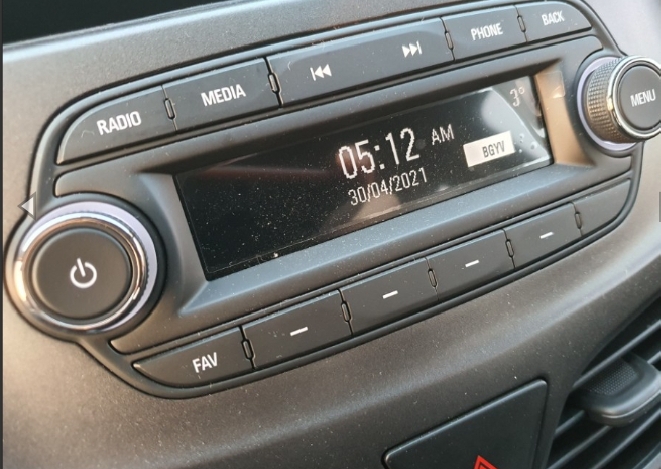 RADIO MEDIA PHONE BACK
MENU
3°
05:12 AM
BGYV
30/04/2021
FAV